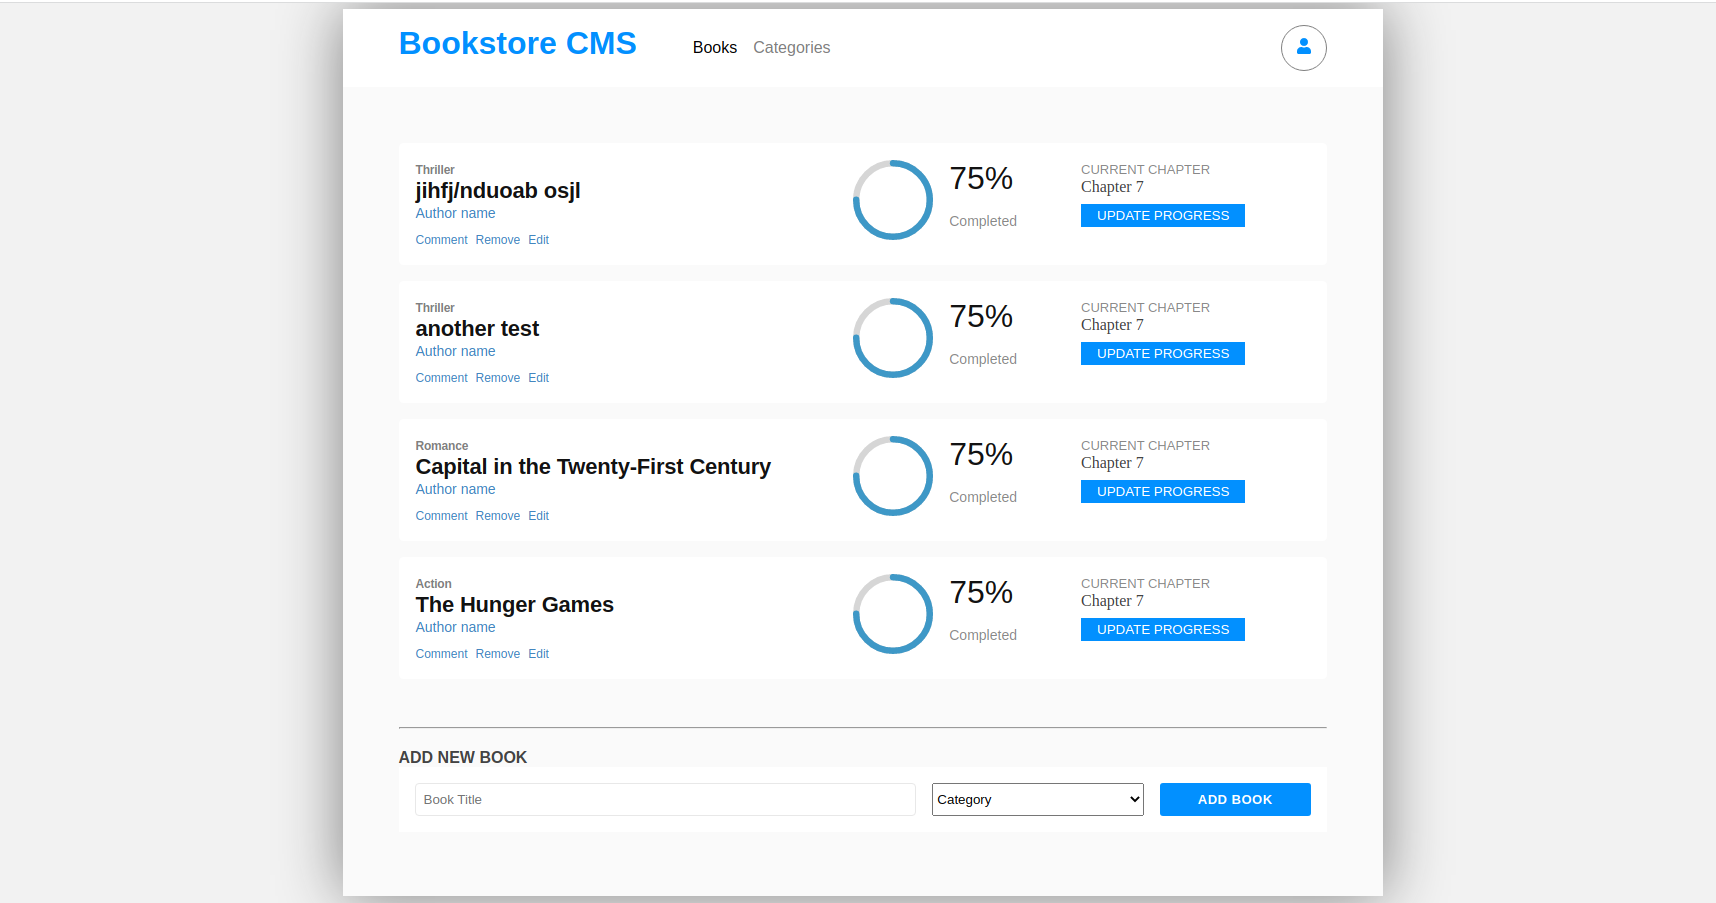 Bookstore CMS
Books Categories
Thriller
jihfj/nduoab osjl
Author name
Comment Remove Edit
75%
Completed
CURRENT CHAPTER
Chapter 7
UPDATE PROGRESS
Thriller
another test
Author name
Comment Remove Edit
75%
Completed
CURRENT CHAPTER
Chapter 7
UPDATE PROGRESS
Romance
Capital in the Twenty-First Century
Author name
Comment Remove Edit
75%
Completed
CURRENT CHAPTER
Chapter 7
UPDATE PROGRESS
Action
The Hunger Games
Author name
Comment Remove Edit
75%
Completed
CURRENT CHAPTER
Chapter 7
UPDATE PROGRESS
ADD NEW BOOK
Book Title
Category
ADD BOOK